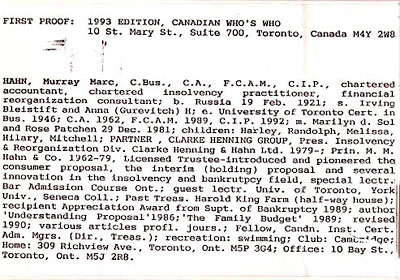 FIRST PROOF: 1993 EDITION, CANADIAN WHO'S WHO
10 St. Mary St., Suite 700, Toronto, Canada M4Y 2W8
HAHN, Murray Marc, C.Bus., C.A., F.C.A.M., C.I.P., chartered
accountant, chartered insolvency practitioner, financial
reorganization consultant; b. Russia 19 Feb. 1921; s. Irving
Bleistift and Anna (Gurevitch) H; e. University of Toronto Cert. in
Bus. 1946; C.A. 1962, F.C.A.M. 1989, C.I.P. 1992; m. Marilyn d. Sol
and Rose Patchen 29 Dec. 1981; children: Harley, Randolph, Melissa,
Hilary, Mitchell; PARTNER , CLARKE HENNING GROUP, Pres. Insolvency
& Reorganization Div. Clarke Henning & Hahn Ltd. 1979-; Prin. M. M.
Hahn & Co. 1962-79, Licensed Trustee-introduced and pioneered the
consumer proposal, the interim (holding) proposal and several
innovation in the insolvency and bankrutpcy field, special lectr.
Bar Admission Course Ont.; guest lectr. Univ. of Toronto, York
Univ., Seneca Coll.; Past Treas. Harold King Farm (half-way house);
recipient Appreciation Award from Supt. of Bankruptcy 1989; author
'Understanding Proposal'1986;'The Family Budget' 1989; revised
1990; various articles profl. jours.; Fellow, Candn. Inst. Cert.
Adm. Mgrs. (Dir., Treas.); recreation: swimming; Club: Cambridge;
Home: 309 Richview Ave., Toronto, Ont. M5P 3G4; Office: 10 Bay St.,
Toronto, Ont. M5J 2R8.